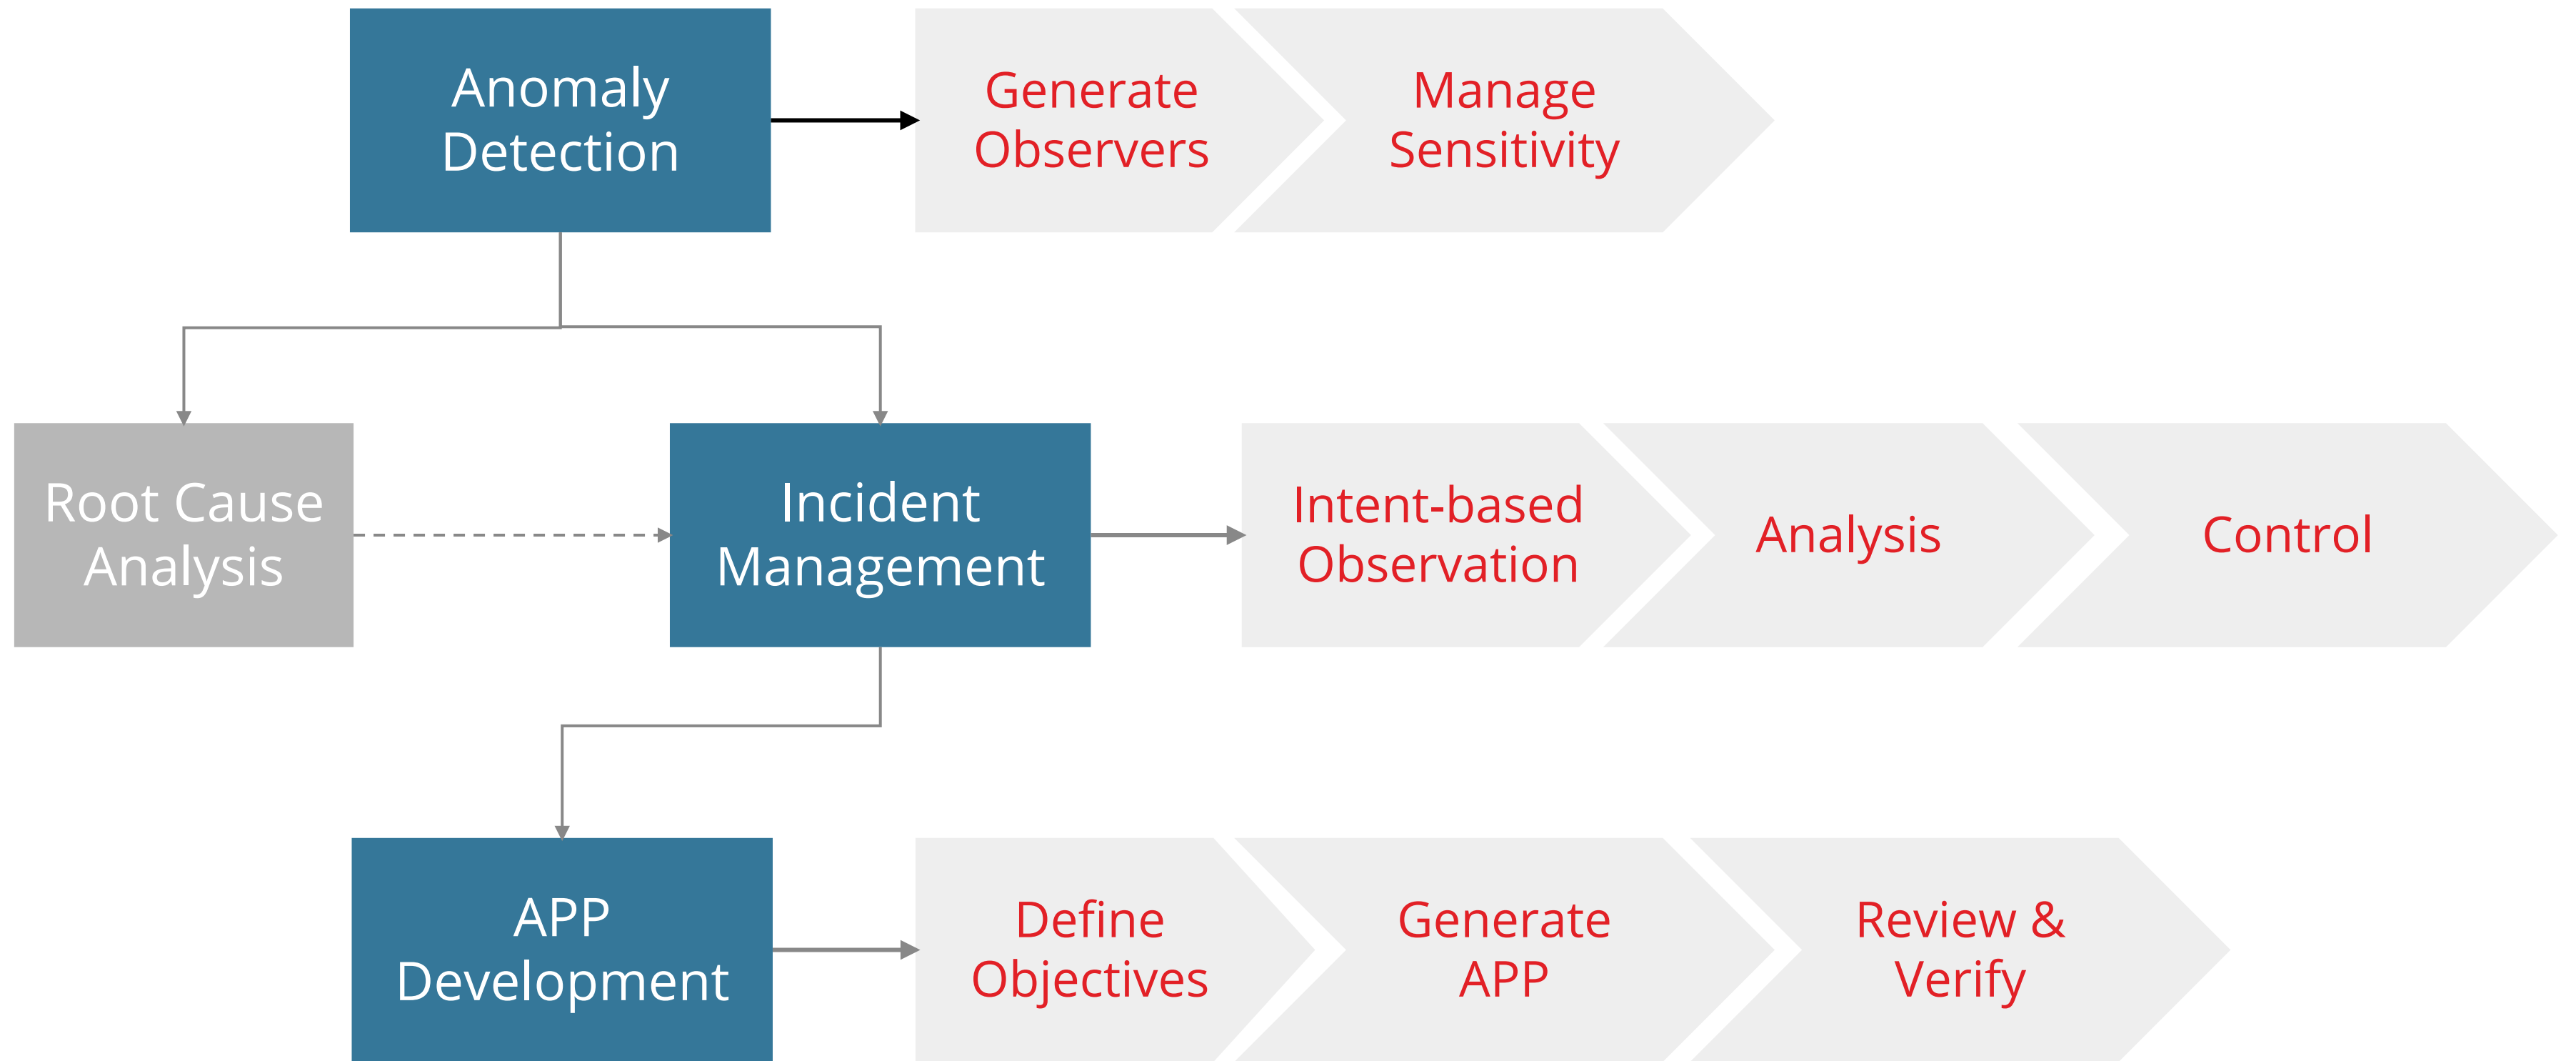 Anomaly
Detection
Generate
Observers
Manage
Sensitivity
Root Cause
Analysis
Incident
Management
Intent-based
Observation
Analysis
Control
APP
Development
Define
Objectives
Generate
APP
Review &
Verify